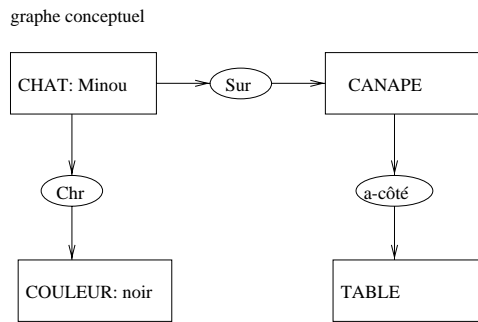 graphe conceptuel
CHAT: Minou
Sur
CANAPE
Chr
a-côté
COULEUR: noir
TABLE